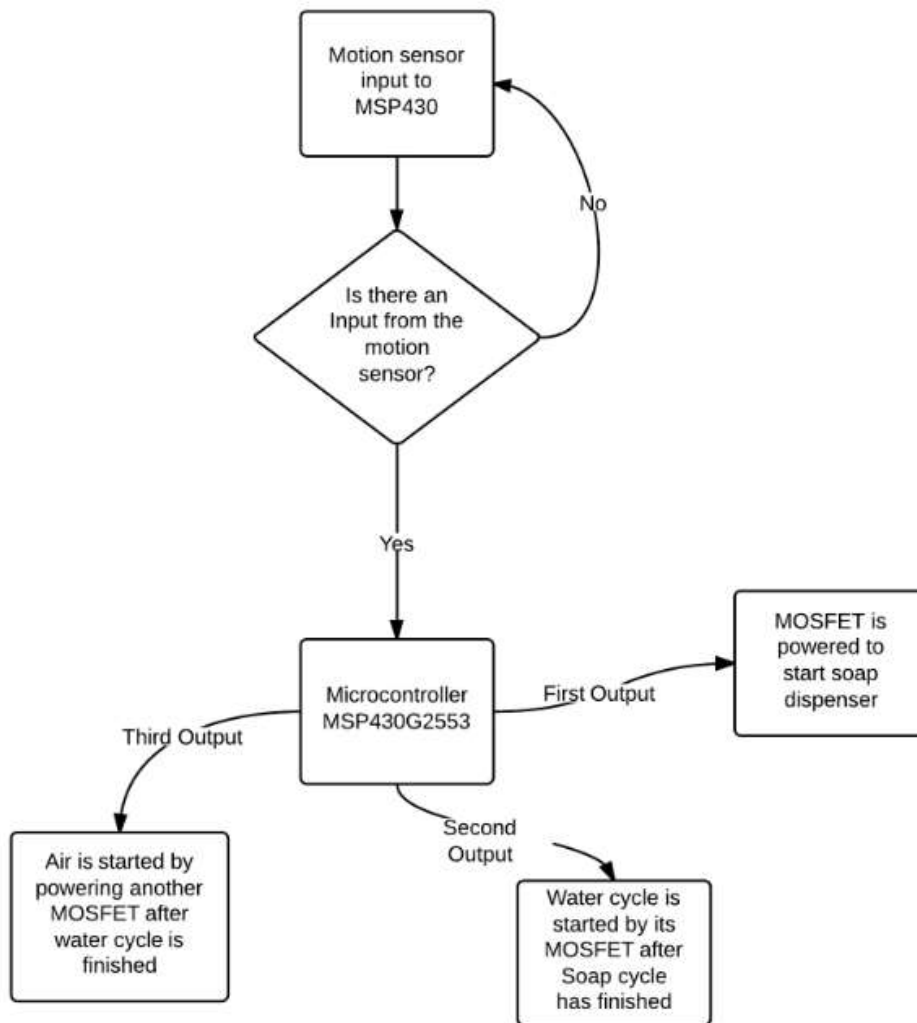 Motion sensor
input to
MSP430
No
Is there an
Input from the
motion
sensor?
Yes
Microcontroller
MSP430G2553
First Output
MOSFET is
powered to
start soap
dispenser
Third Output
Second
Output
Air is started by
powering another
MOSFET after
water cycle is
finished
Water cycle is
started by its
MOSFET after
Soap cycle
has finished